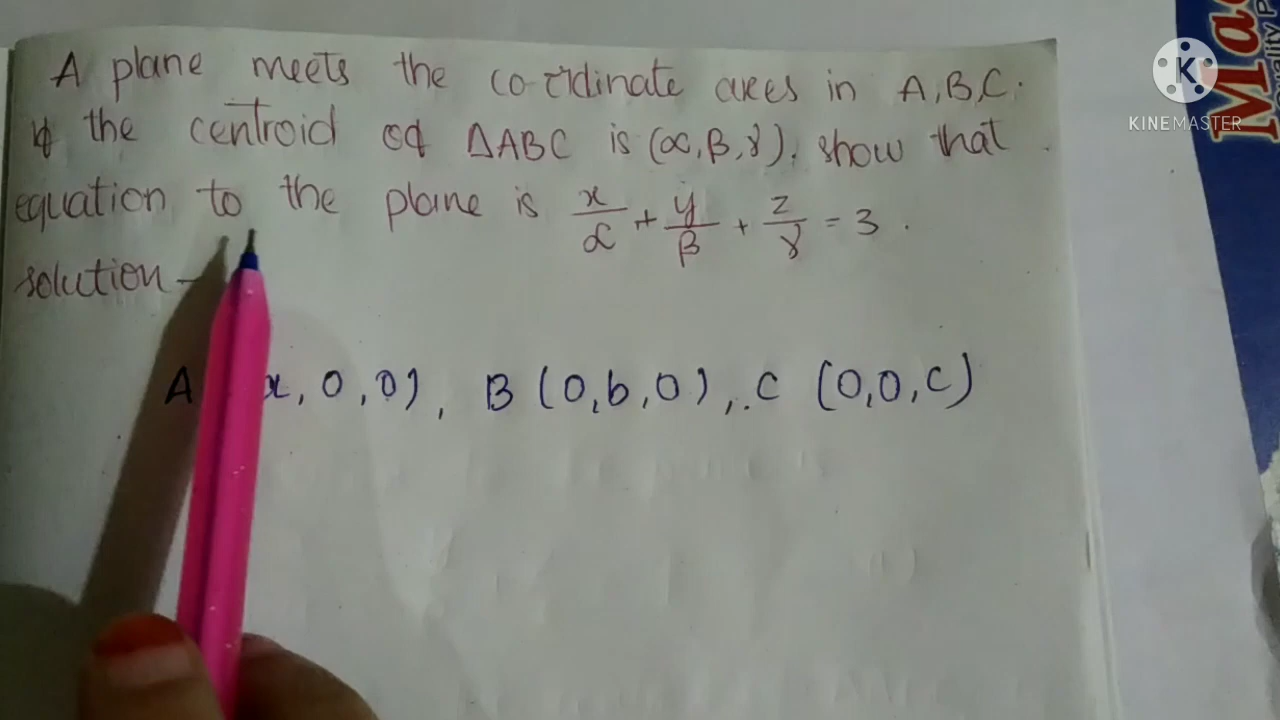 A plane meets the co-ordinate axes in A,B,C.
If the centroid of ΔABC is (α,β,γ), show that
equation to the plane is x/α + y/β + z/γ = 3.
solution -
A x,0,0), B (0,b,0), C (0,0,c)
K
KINEMASTER